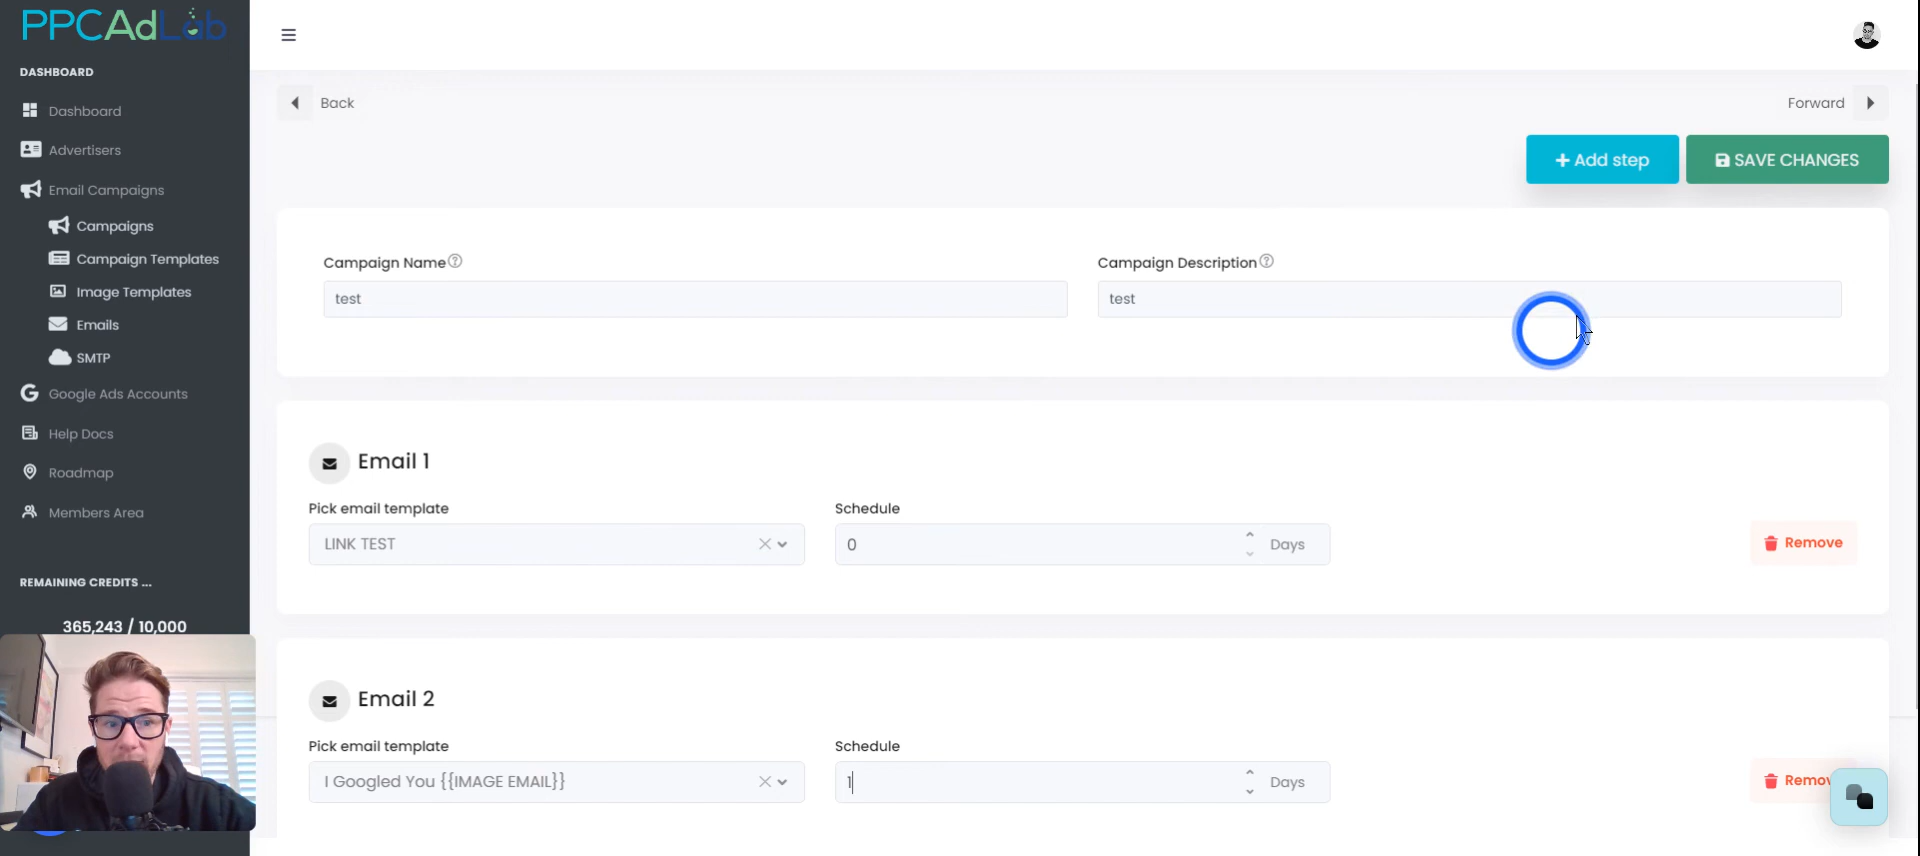 PPCAdLab
DASHBOARD
Dashboard
Advertisers
Email Campaigns
Campaigns
Campaign Templates
Image Templates
Emails
SMTP
Google Ads Accounts
Help Docs
Roadmap
Members Area
REMAINING CREDITS ...
365,243 / 10,000
Back
Forward
+ Add step
SAVE CHANGES
Campaign Name
Campaign Description
test
test
Email 1
Pick email template
Schedule
LINK TEST
0
Days
Remove
Email 2
Pick email template
Schedule
I Googled You {{IMAGE EMAIL}}
1
Days
Remov